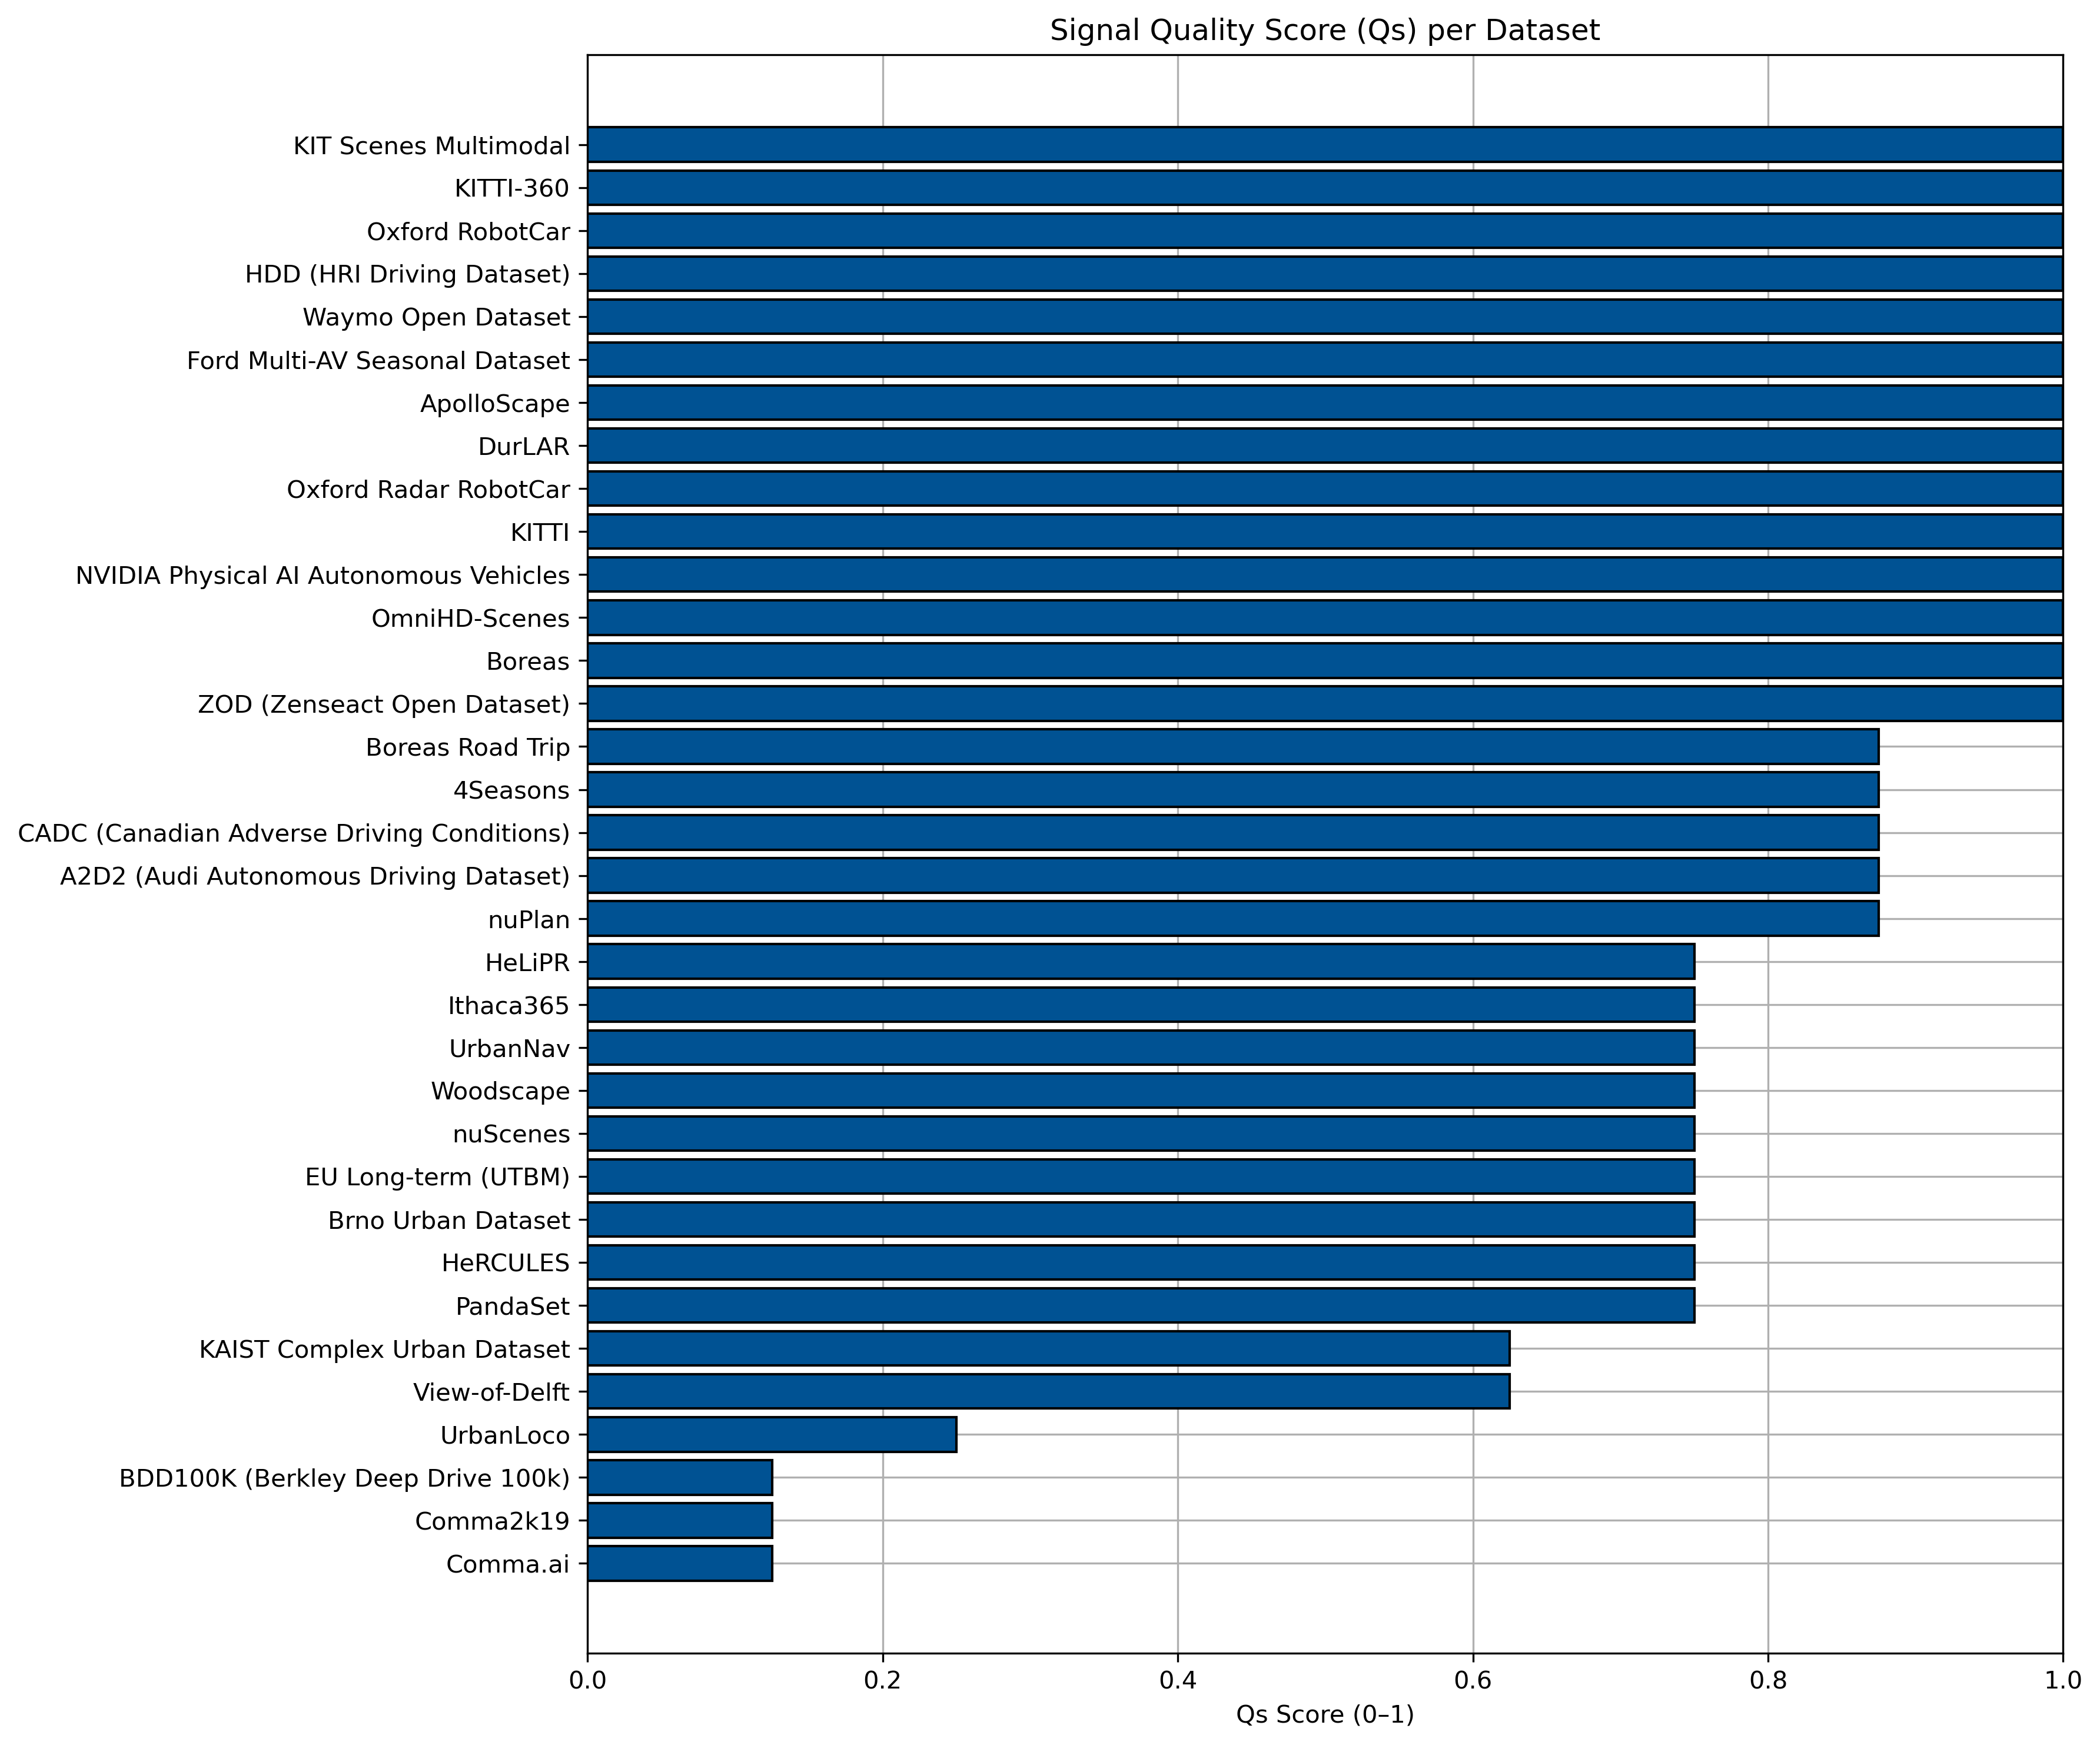 Signal Quality Score (Qs) per Dataset
KIT Scenes Multimodal
KITTI-360
Oxford RobotCar
HDD (HRI Driving Dataset)
Waymo Open Dataset
Ford Multi-AV Seasonal Dataset
ApolloScape
DurLAR
Oxford Radar RobotCar
KITTI
NVIDIA Physical AI Autonomous Vehicles
OmniHD-Scenes
Boreas
ZOD (Zenseact Open Dataset)
Boreas Road Trip
4Seasons
CADC (Canadian Adverse Driving Conditions)
A2D2 (Audi Autonomous Driving Dataset)
nuPlan
HeLiPR
Ithaca365
UrbanNav
Woodscape
nuScenes
EU Long-term (UTBM)
Brno Urban Dataset
HeRCULES
PandaSet
KAIST Complex Urban Dataset
View-of-Delft
UrbanLoco
BDD100K (Berkley Deep Drive 100k)
Comma2k19
Comma.ai
0.0 0.2 0.4 0.6 0.8 1.0
Qs Score (0–1)